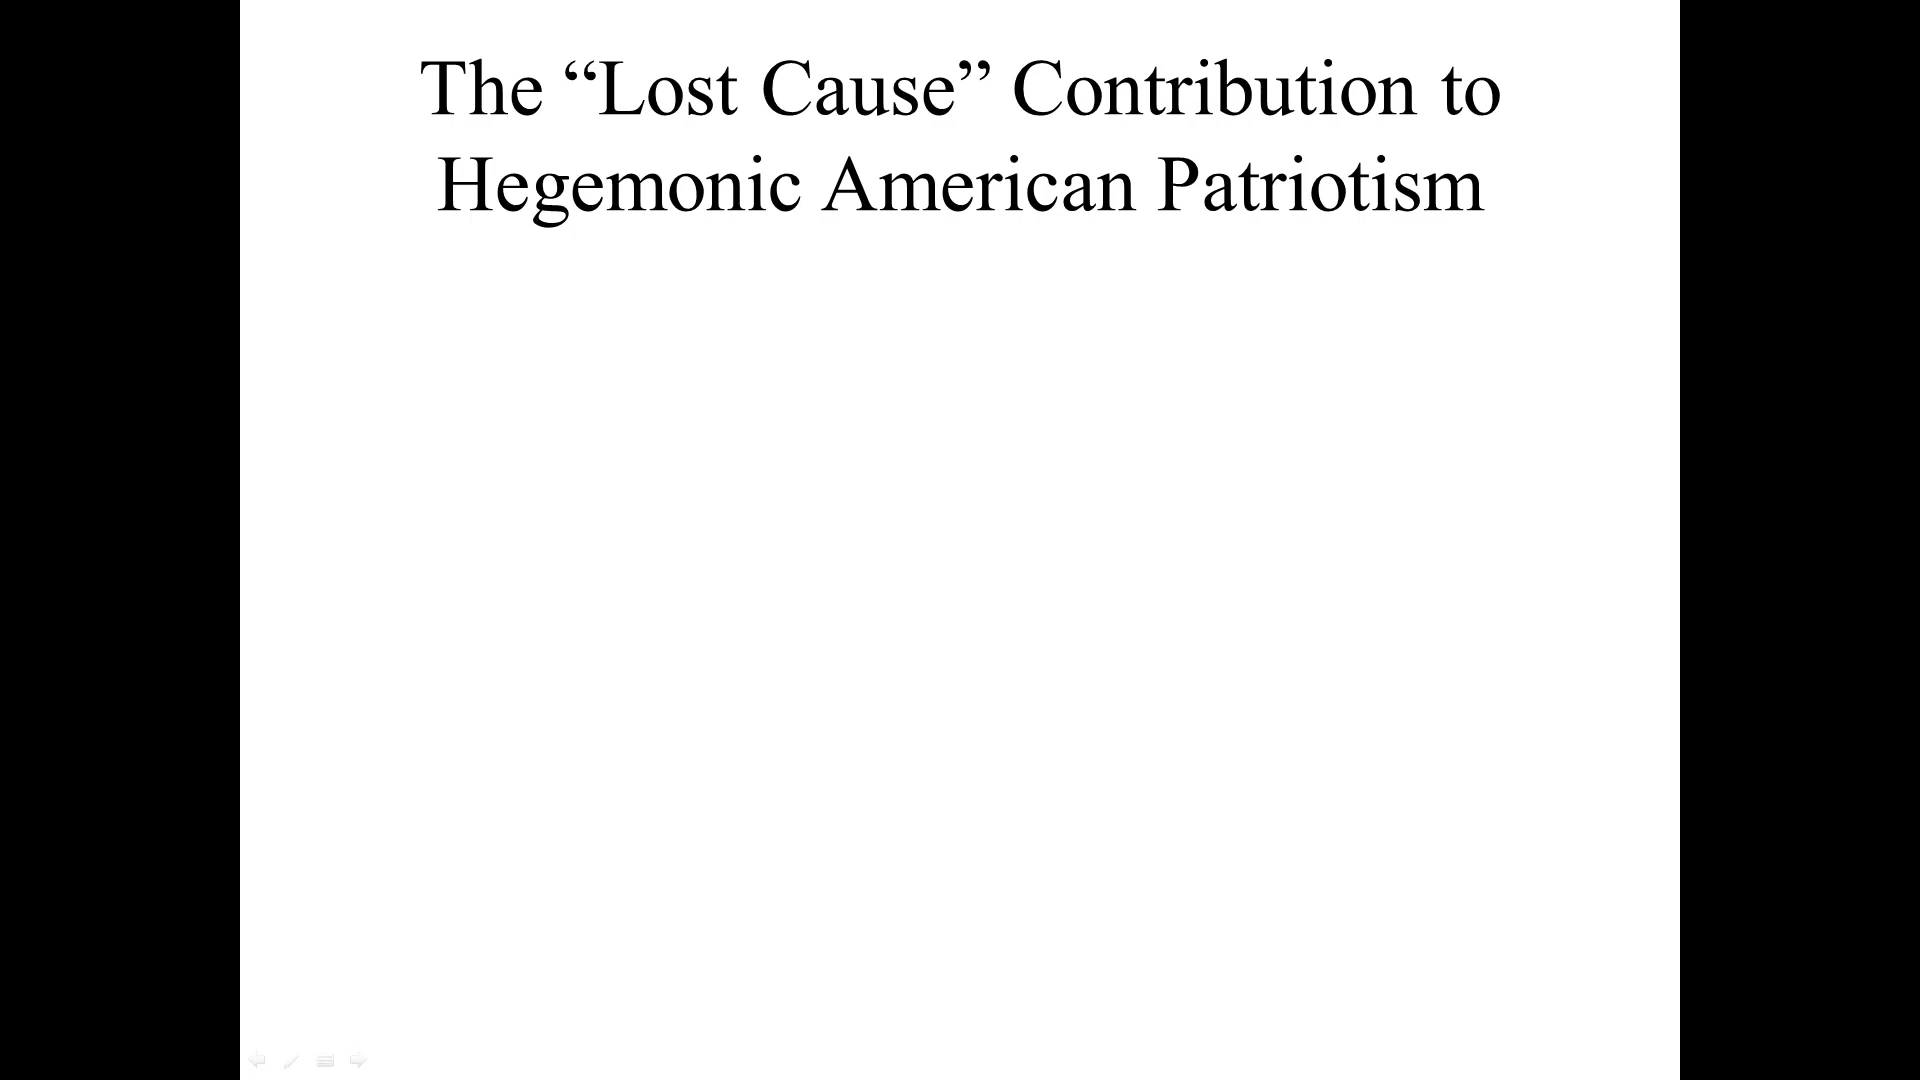 The “Lost Cause” Contribution to
Hegemonic American Patriotism